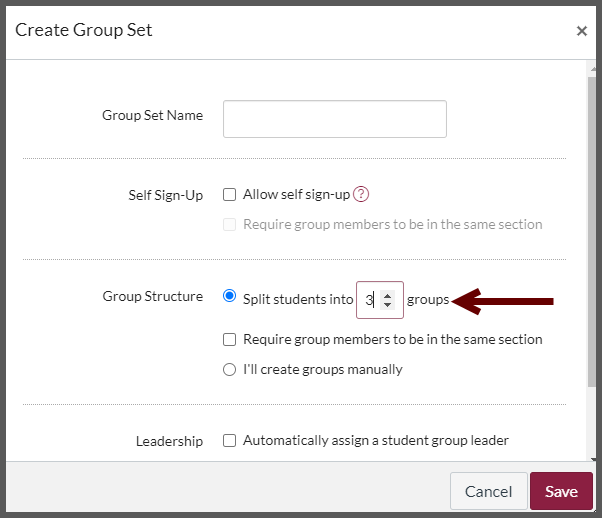 Create Group Set ×
Group Set Name
Self Sign-Up Allow self sign-up ?
Require group members to be in the same section
Group Structure Split students into 3 groups
Require group members to be in the same section
I'll create groups manually
Leadership Automatically assign a student group leader
Cancel Save